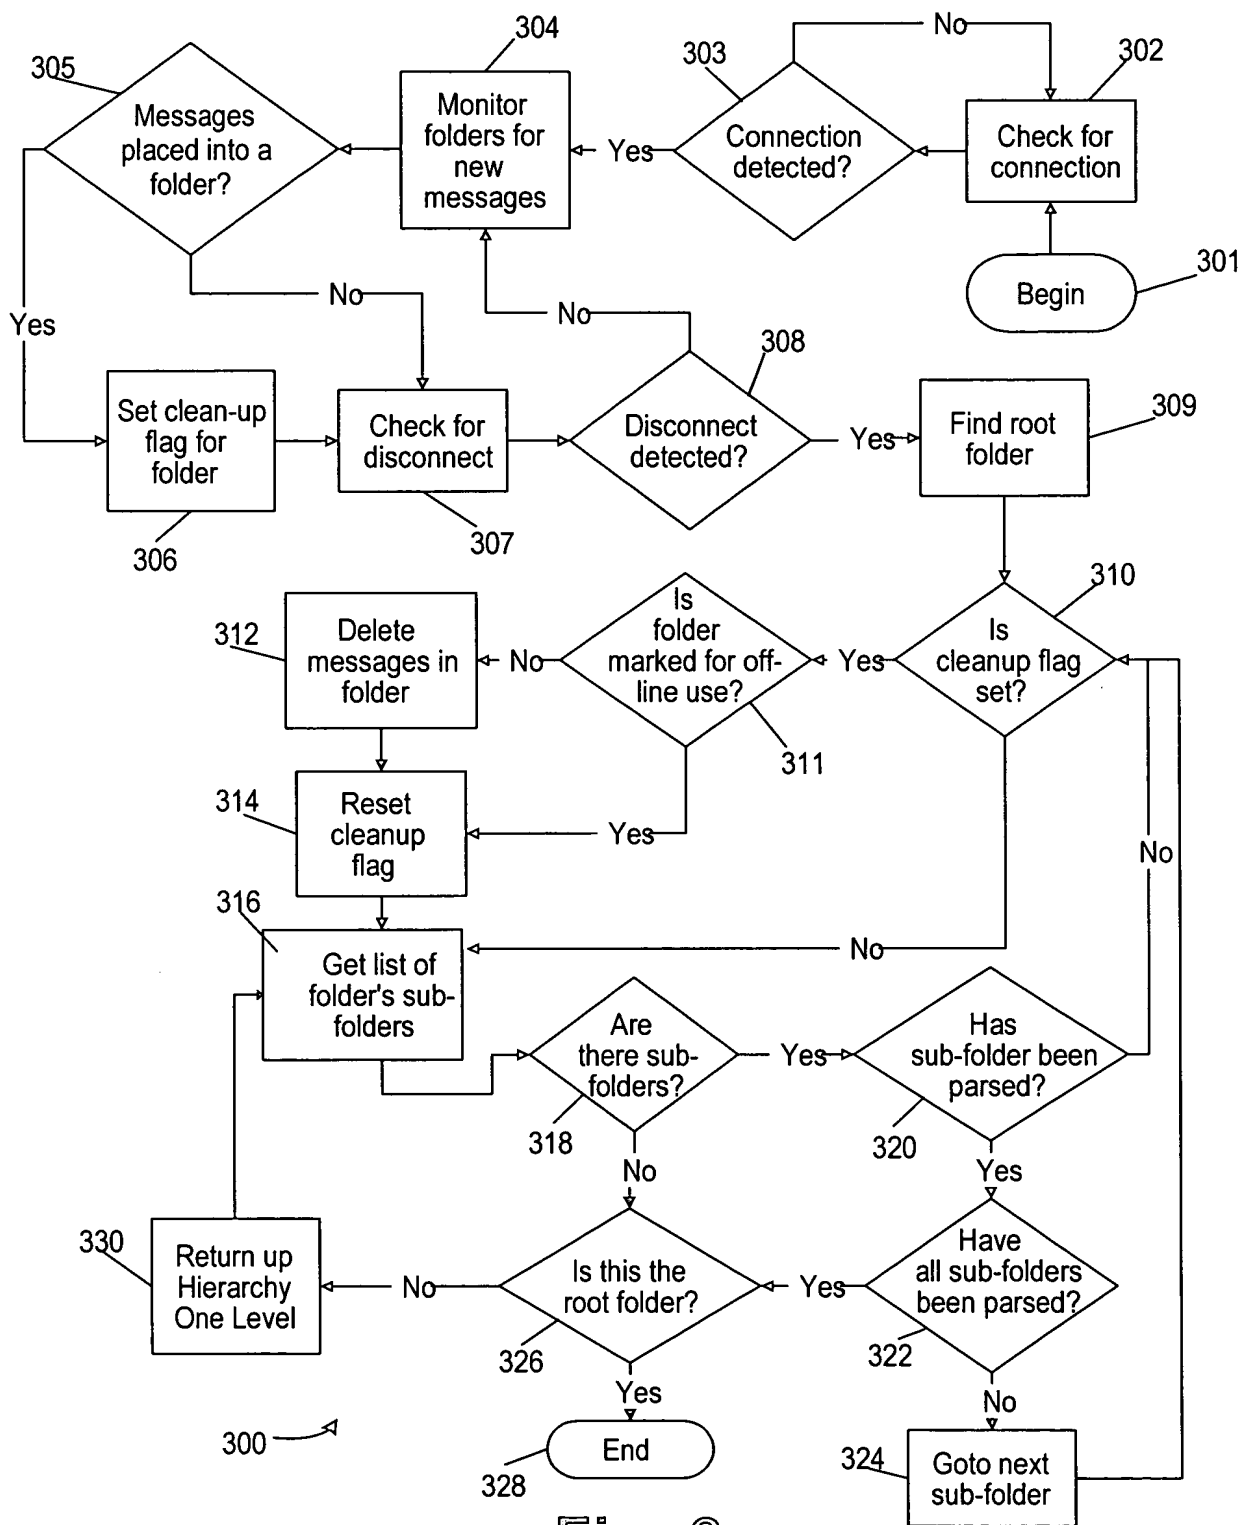 304
No
305
303
302
Messages
placed into a
folder?
Monitor
folders for
new
messages
Yes
Connection
detected?
Check for
connection
301
Begin
No
Yes
No
308
Set clean-up
flag for
folder
Check for
disconnect
Disconnect
detected?
Yes
Find root
folder
309
306
307
310
312
Delete
messages in
folder
No
Is
folder
marked for off-
line use?
Yes
Is
cleanup flag
set?
311
314
Reset
cleanup
flag
Yes
No
316
Get list of
folder's sub-
folders
No
Are
there sub-
folders?
Yes
Has
sub-folder been
parsed?
318
320
No
Yes
330
Return up
Hierarchy
One Level
No
Is this the
root folder?
Yes
Have
all sub-folders
been parsed?
326
322
Yes
No
300
End
328
324
Goto next
sub-folder